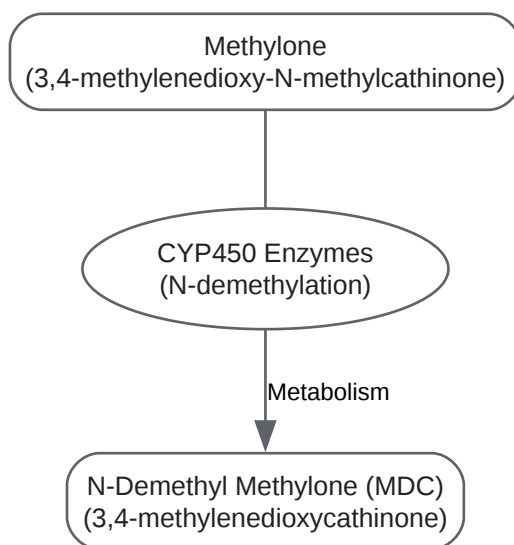 Methylone
(3,4-methylenedioxy-N-methylcathinone)
CYP450 Enzymes
(N-demethylation)
Metabolism
N-Demethyl Methylone (MDC)
(3,4-methylenedioxycathinone)